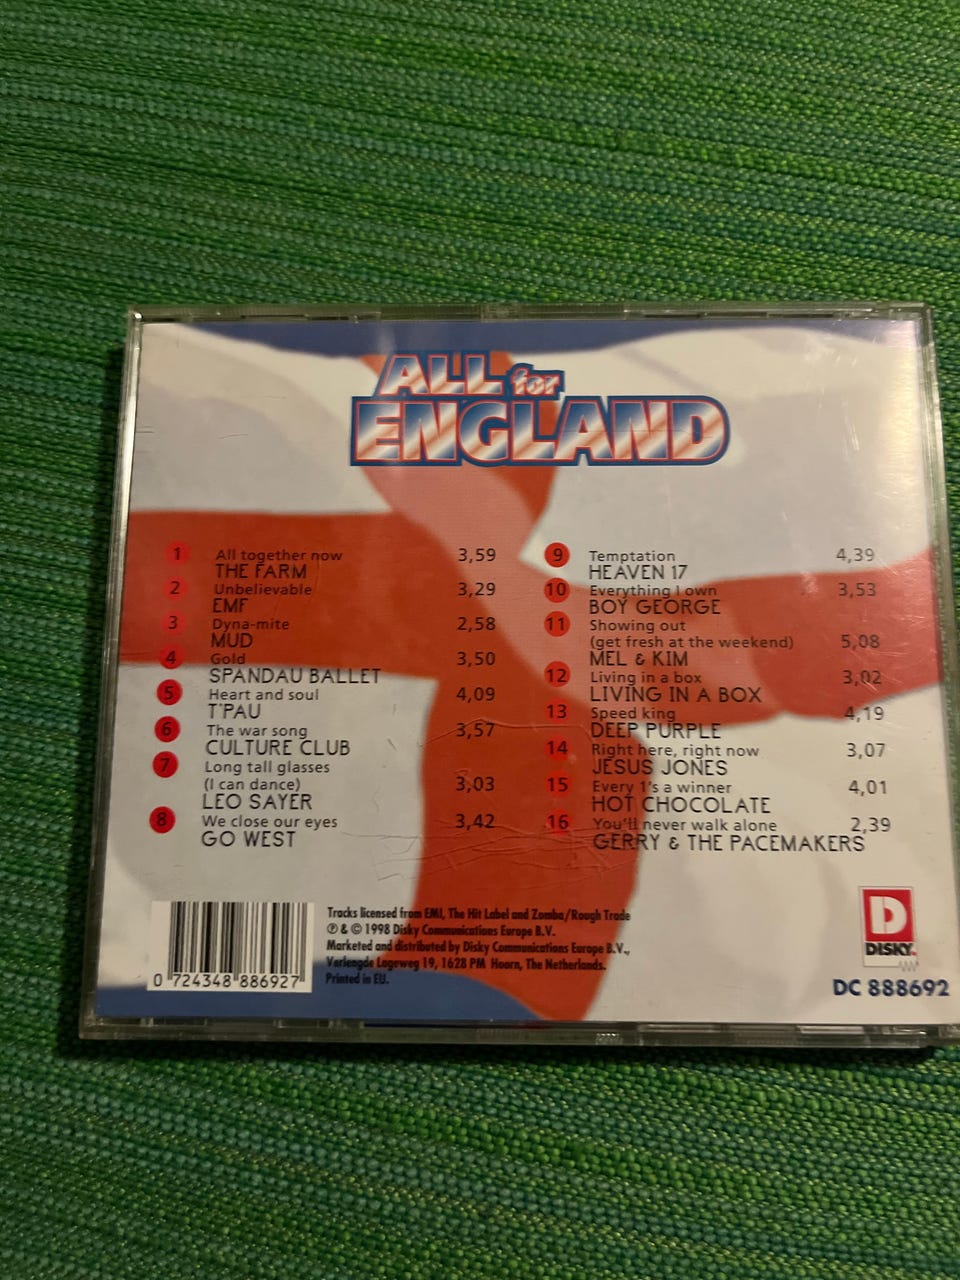 ALL for
ENGLAND
1 All together now 3,59
THE FARM
2 Unbelievable 3,29
EMF
3 Dyna-mite 2,58
MUD
4 Gold 3,50
SPANDAU BALLET
5 Heart and soul 4,09
T'PAU
6 The war song 3,57
CULTURE CLUB
7 Long tall glasses
(I can dance) 3,03
LEO SAYER
8 We close our eyes 3,42
GO WEST
9 Temptation 4,39
HEAVEN 17
10 Everything I own 3,53
BOY GEORGE
11 Showing out
(get fresh at the weekend) 5,08
MEL & KIM
12 Living in a box 3,02
LIVING IN A BOX
13 Speed king 4,19
DEEP PURPLE
14 Right here, right now 3,07
JESUS JONES
15 Every 1's a winner 4,01
HOT CHOCOLATE
16 You'll never walk alone 2,39
GERRY & THE PACEMAKERS
Tracks licensed from EMI, The Hit Label and Zomba/Rough Trade
℗ & © 1998 Disky Communications Europe B.V.
Marketed and distributed by Disky Communications Europe B.V.,
Verlengde Lageweg 19, 1628 PM Hoorn, The Netherlands.
Printed in EU.
0 724348 886927
D
DISKY.
DC 888692